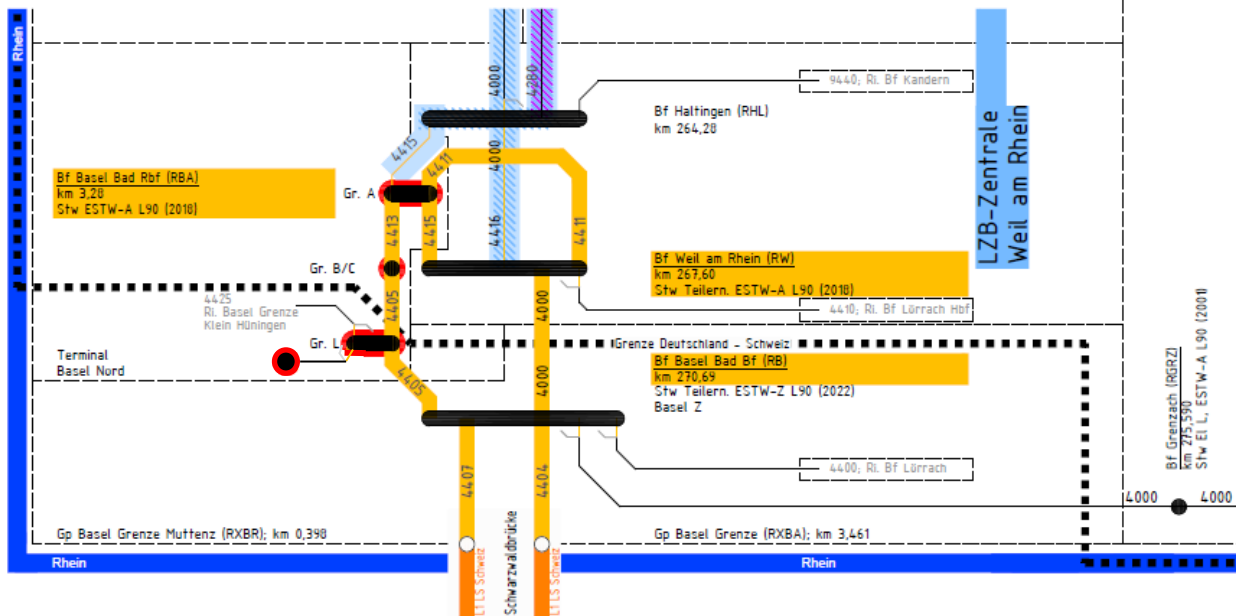 Rhein
4000
4280
9440; Ri. Bf Kandern
Bf Haltingen (RHL)
km 264,28
LZB-Zentrale
Weil am Rhein
4415
4411
4000
Bf Basel Bad Rbf (RBA)
km 3,28
Stw ESTW-A L90 (2018)
Gr. A
4413
4415
4416
4411
Bf Weil am Rhein (RW)
km 267,60
Stw Teilern. ESTW-A L90 (2018)
Gr. B/C
4425
Ri. Basel Grenze
Klein Hüningen
4405
4000
4410; Ri. Bf Lörrach Hbf
Gr. L
Grenze Deutschland - Schweiz
Terminal
Basel Nord
4405
4000
Bf Basel Bad Bf (RB)
km 270,69
Stw Teilern. ESTW-Z L90 (2022)
Basel Z
Bf Grenzach (RGRZ)
km 275,590
Stw El L, ESTW-A L90 (2001)
4407
4404
4400; Ri. Bf Lörrach
4000
4000
Gp Basel Grenze Muttenz (RXBR); km 0,398
Schwarzwaldbrücke
Gp Basel Grenze (RXBA); km 3,461
Rhein
L1 LS Schweiz
L1 LS Schweiz
Rhein